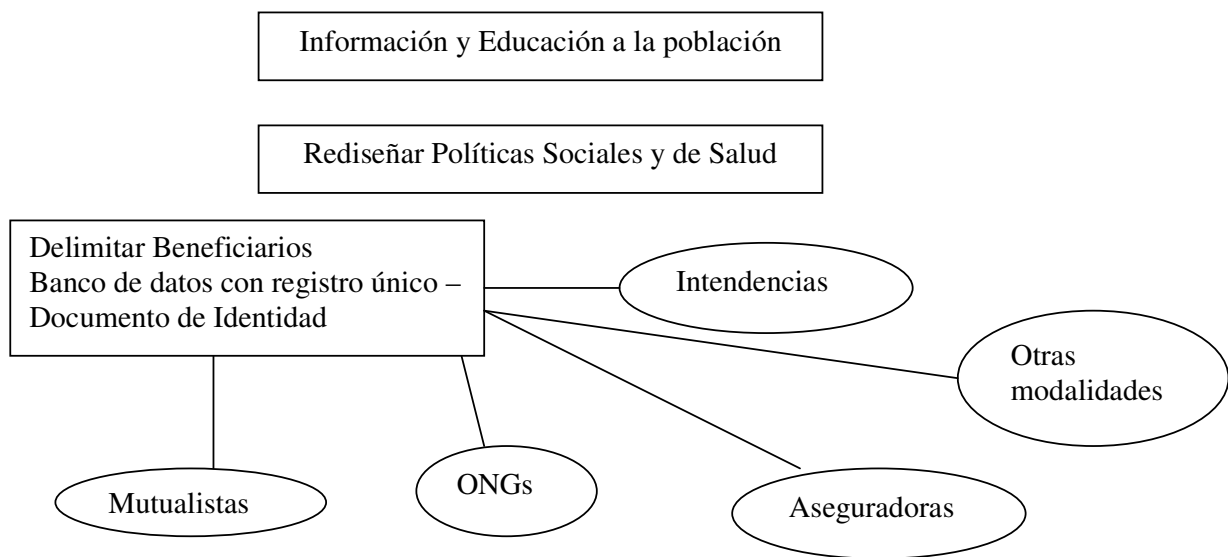 Información y Educación a la población
Rediseñar Políticas Sociales y de Salud
Delimitar Beneficiarios
Banco de datos con registro único –
Documento de Identidad
Intendencias
Otras
modalidades
Mutualistas
ONGs
Aseguradoras